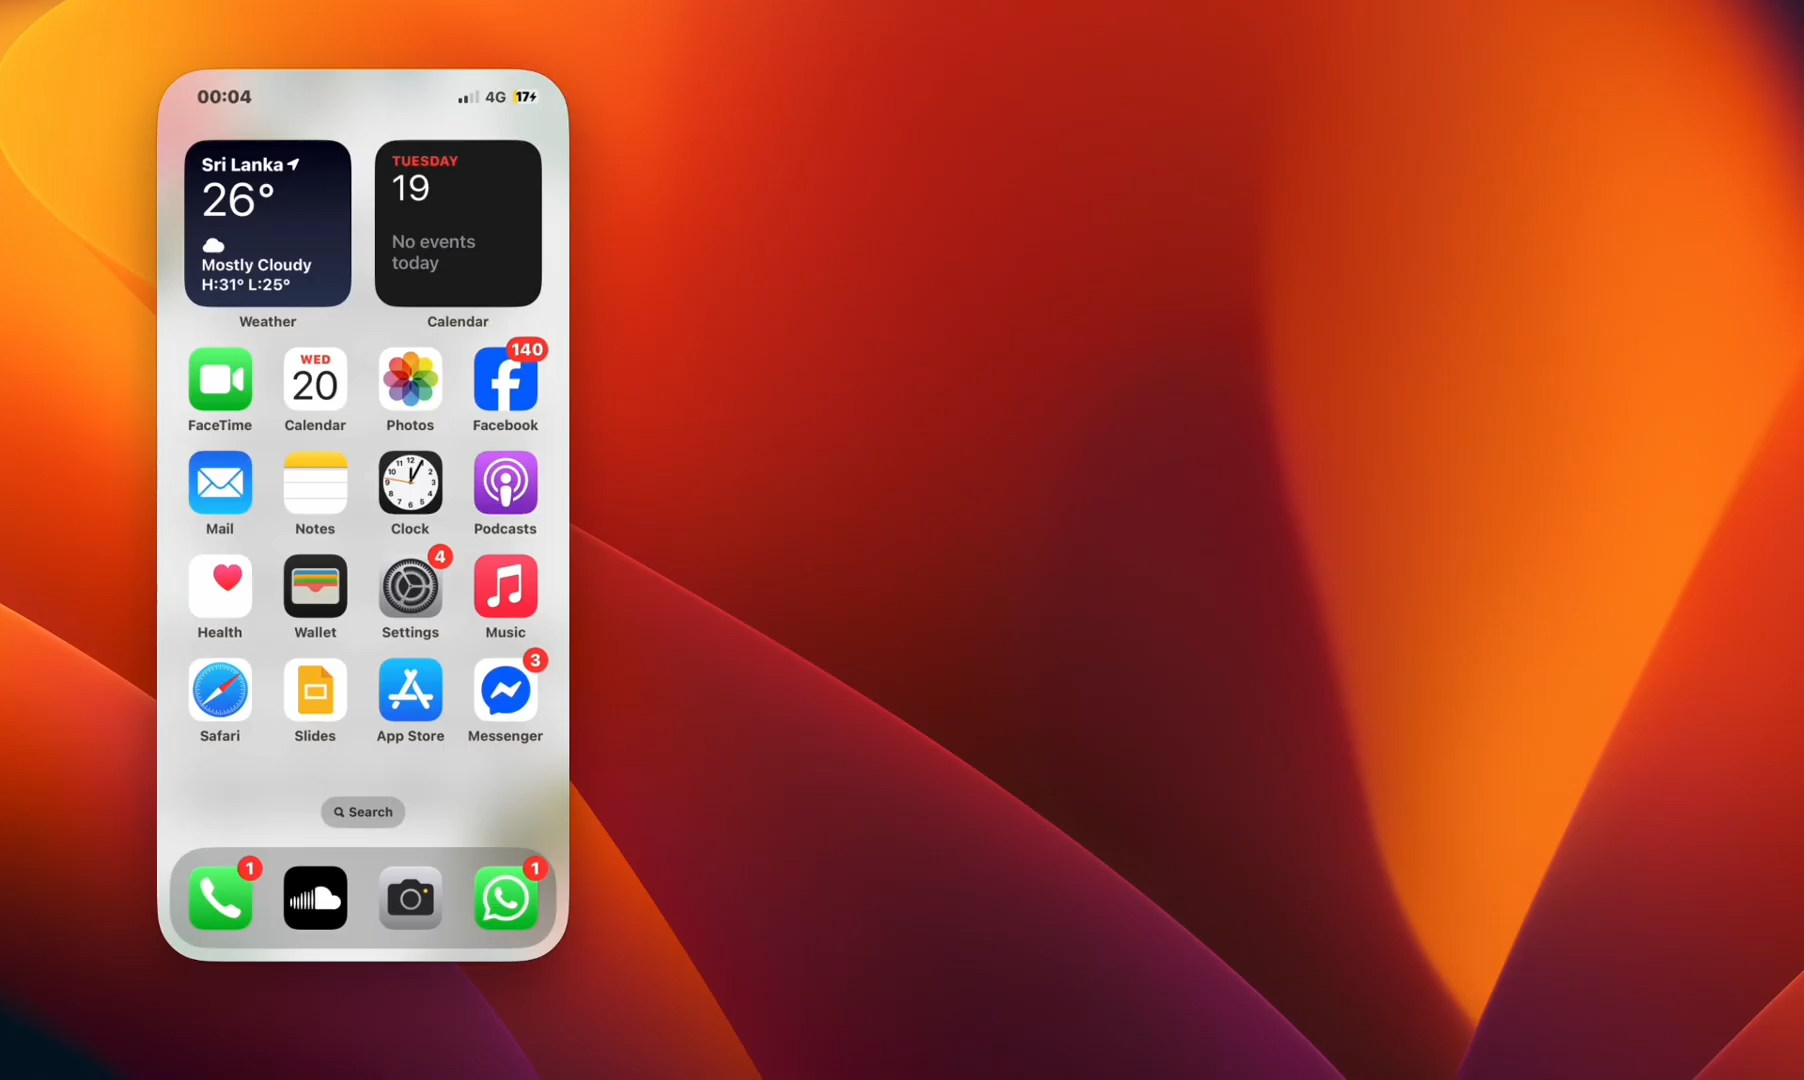 00:04
4G 17
Sri Lanka
26°
Mostly Cloudy
H:31° L:25°
Weather
TUESDAY
19
No events
today
Calendar
140
WED
20
FaceTime Calendar Photos Facebook
Mail Notes Clock Podcasts
4
Health Wallet Settings Music
3
Safari Slides App Store Messenger
Search
1 1